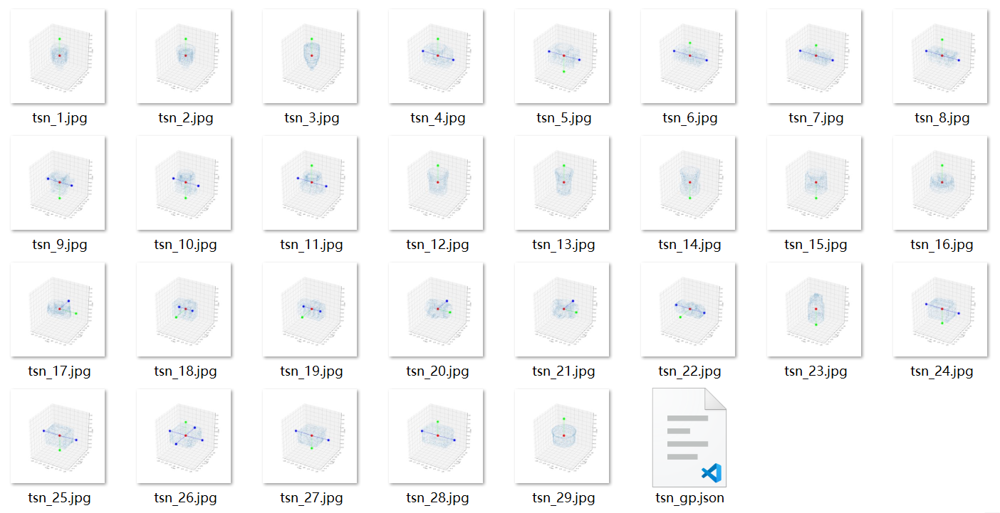 tsn_1.jpg tsn_2.jpg tsn_3.jpg tsn_4.jpg tsn_5.jpg tsn_6.jpg tsn_7.jpg tsn_8.jpg
tsn_9.jpg tsn_10.jpg tsn_11.jpg tsn_12.jpg tsn_13.jpg tsn_14.jpg tsn_15.jpg tsn_16.jpg
tsn_17.jpg tsn_18.jpg tsn_19.jpg tsn_20.jpg tsn_21.jpg tsn_22.jpg tsn_23.jpg tsn_24.jpg
tsn_25.jpg tsn_26.jpg tsn_27.jpg tsn_28.jpg tsn_29.jpg tsn_gp.json